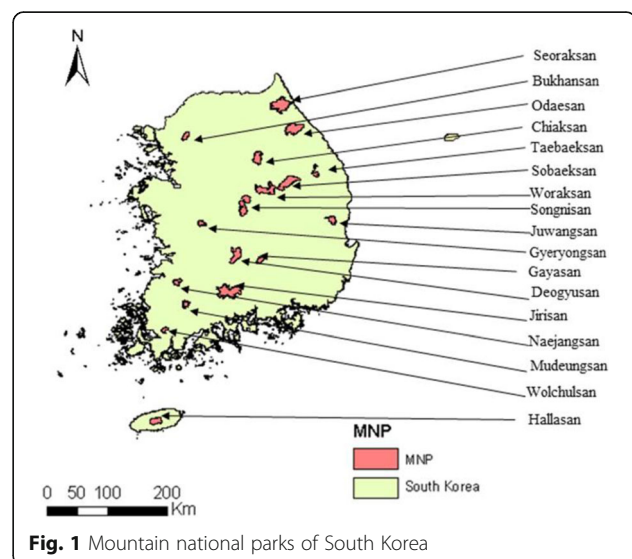 N
Seoraksan
Bukhansan
Odaesan
Chiaksan
Taebaeksan
Sobaeksan
Woraksan
Songnisan
Juwangsan
Gyeryongsan
Gayasan
Deogyusan
Jirisan
Naejangsan
Mudeungsan
Wolchulsan
Hallasan
MNP
MNP
South Korea
0 50 100 200
Km
Fig. 1 Mountain national parks of South Korea